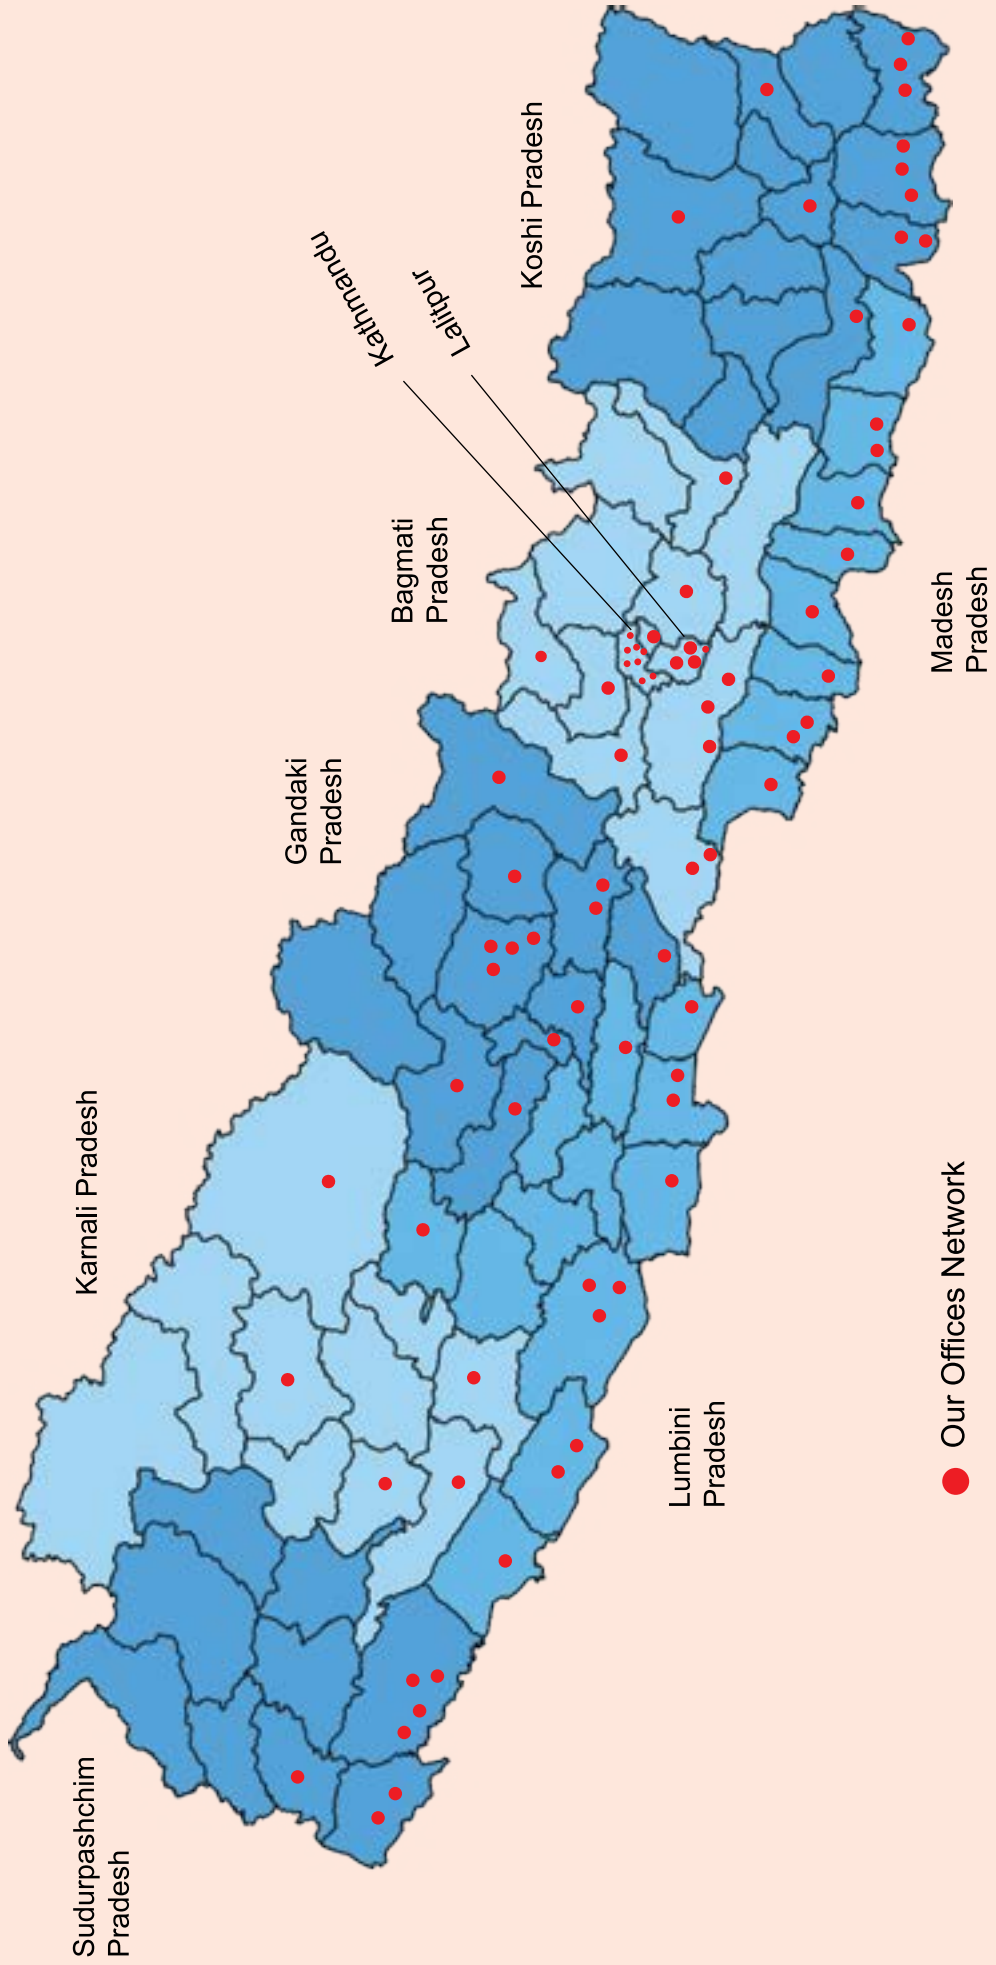 Sudurpashchim
Pradesh
Karnali Pradesh
Gandaki
Pradesh
Bagmati
Pradesh
Kathmandu
Lalitpur
Koshi Pradesh
Lumbini
Pradesh
Madesh
Pradesh
Our Offices Network